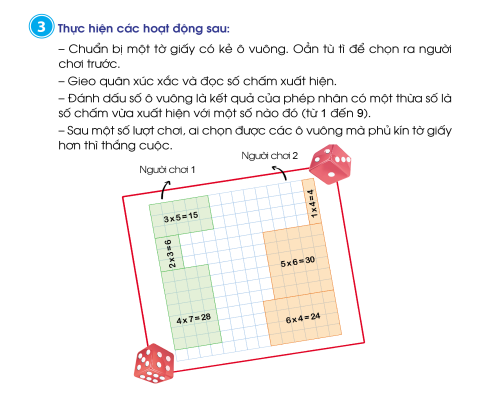 3 Thực hiện các hoạt động sau:
– Chuẩn bị một tờ giấy có kẻ ô vuông. Oẳn tù tì để chọn ra người
chơi trước.
– Gieo quân xúc xắc và đọc số chấm xuất hiện.
– Đánh dấu số ô vuông là kết quả của phép nhân có một thừa số là
số chấm vừa xuất hiện với một số nào đó (từ 1 đến 9).
– Sau một số lượt chơi, ai chọn được các ô vuông mà phủ kín tờ giấy
hơn thì thắng cuộc.
Người chơi 1
Người chơi 2
3 x 5 = 15
1 x 4 = 4
2 x 3 = 6
5 x 6 = 30
4 x 7 = 28
6 x 4 = 24